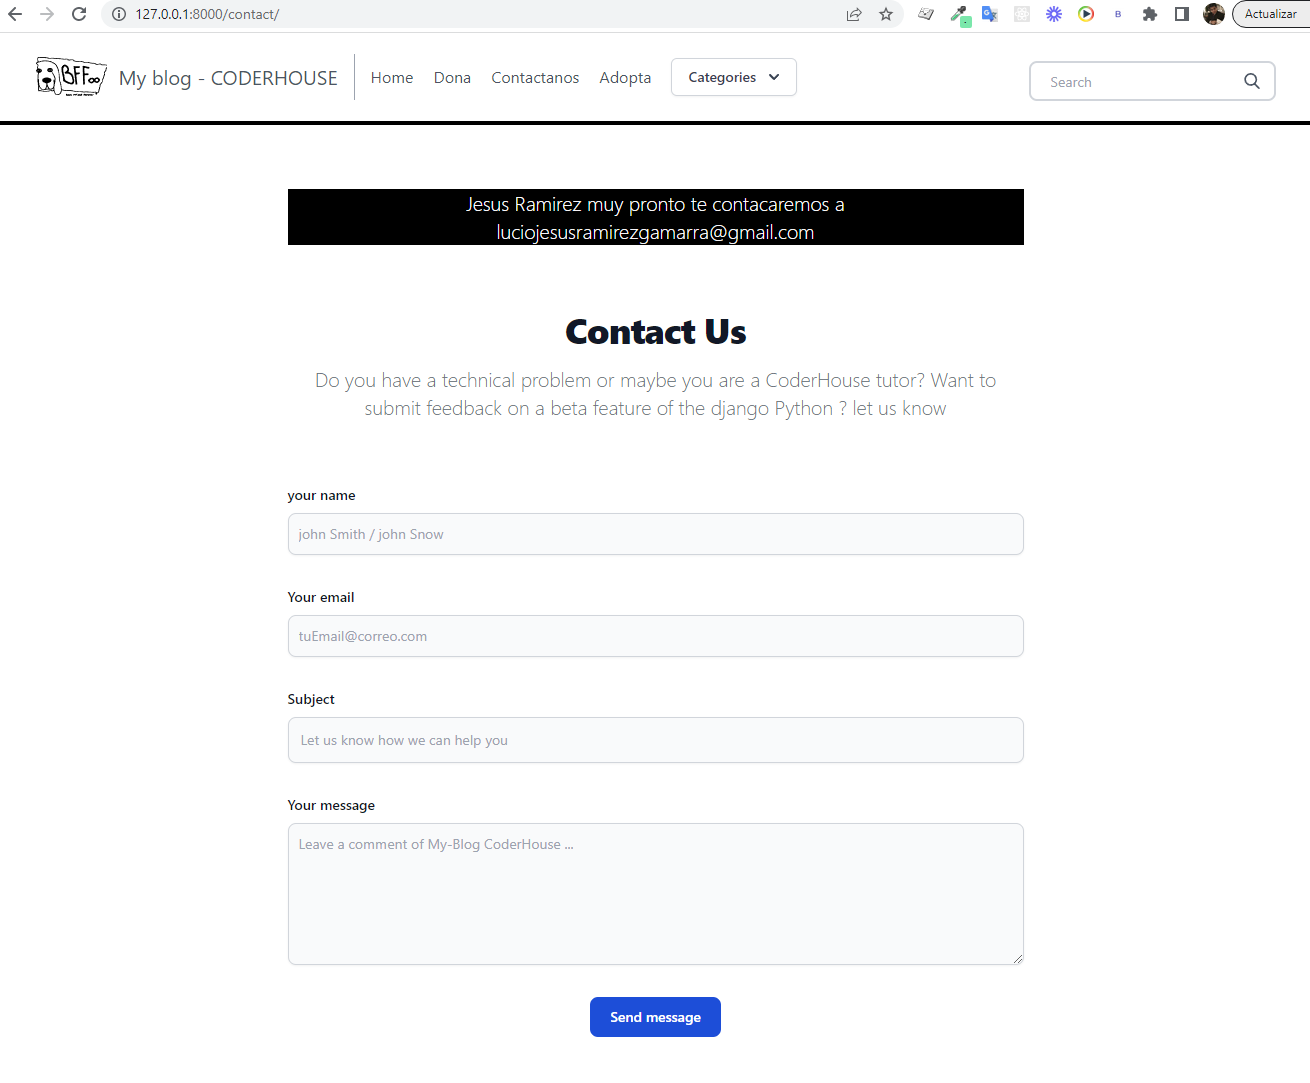 127.0.0.1:8000/contact/
Actualizar
BFF
My blog - CODERHOUSE
Home
Dona
Contactanos
Adopta
Categories
Search
Jesus Ramirez muy pronto te contacaremos a
luciojesusramirezgamarra@gmail.com
Contact Us
Do you have a technical problem or maybe you are a CoderHouse tutor? Want to
submit feedback on a beta feature of the django Python ? let us know
your name
john Smith / john Snow
Your email
tuEmail@correo.com
Subject
Let us know how we can help you
Your message
Leave a comment of My-Blog CoderHouse ...
Send message